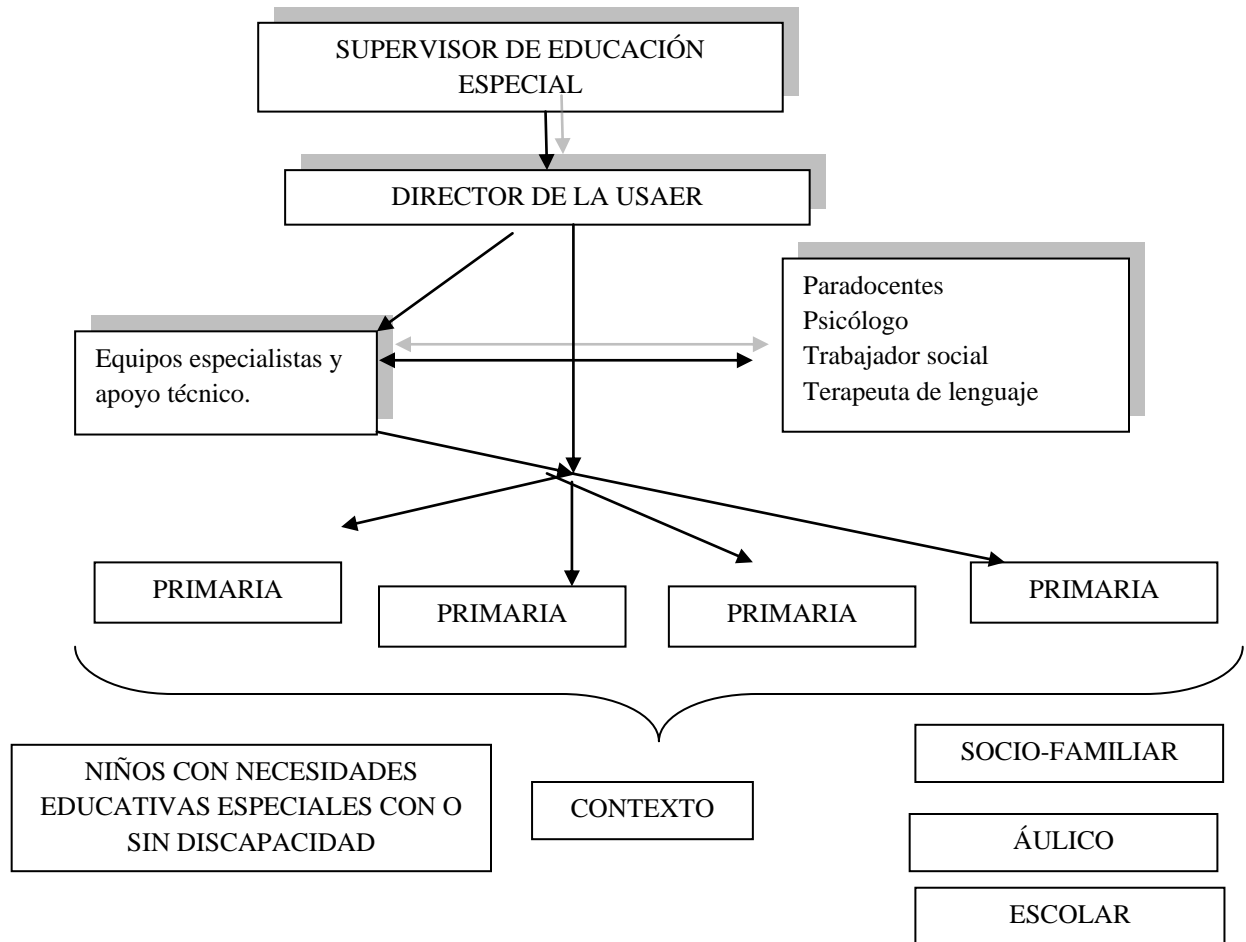 SUPERVISOR DE EDUCACIÓN
ESPECIAL
DIRECTOR DE LA USAER
Equipos especialistas y
apoyo técnico.
Paradocentes
Psicólogo
Trabajador social
Terapeuta de lenguaje
PRIMARIA
PRIMARIA
PRIMARIA
PRIMARIA
NIÑOS CON NECESIDADES
EDUCATIVAS ESPECIALES CON O
SIN DISCAPACIDAD
CONTEXTO
SOCIO-FAMILIAR
ÁULICO
ESCOLAR